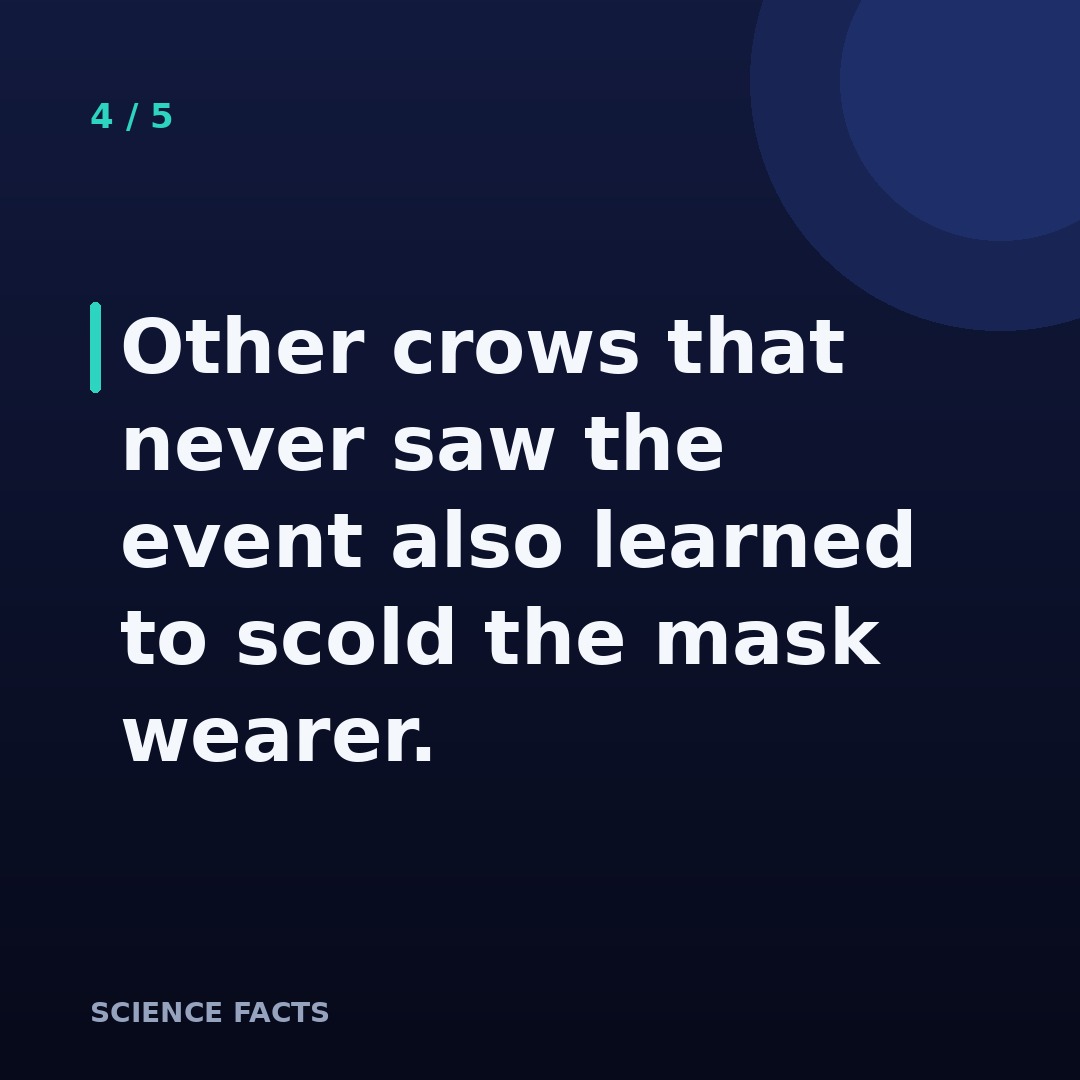 4 / 5
Other crows that
never saw the
event also learned
to scold the mask
wearer.
SCIENCE FACTS